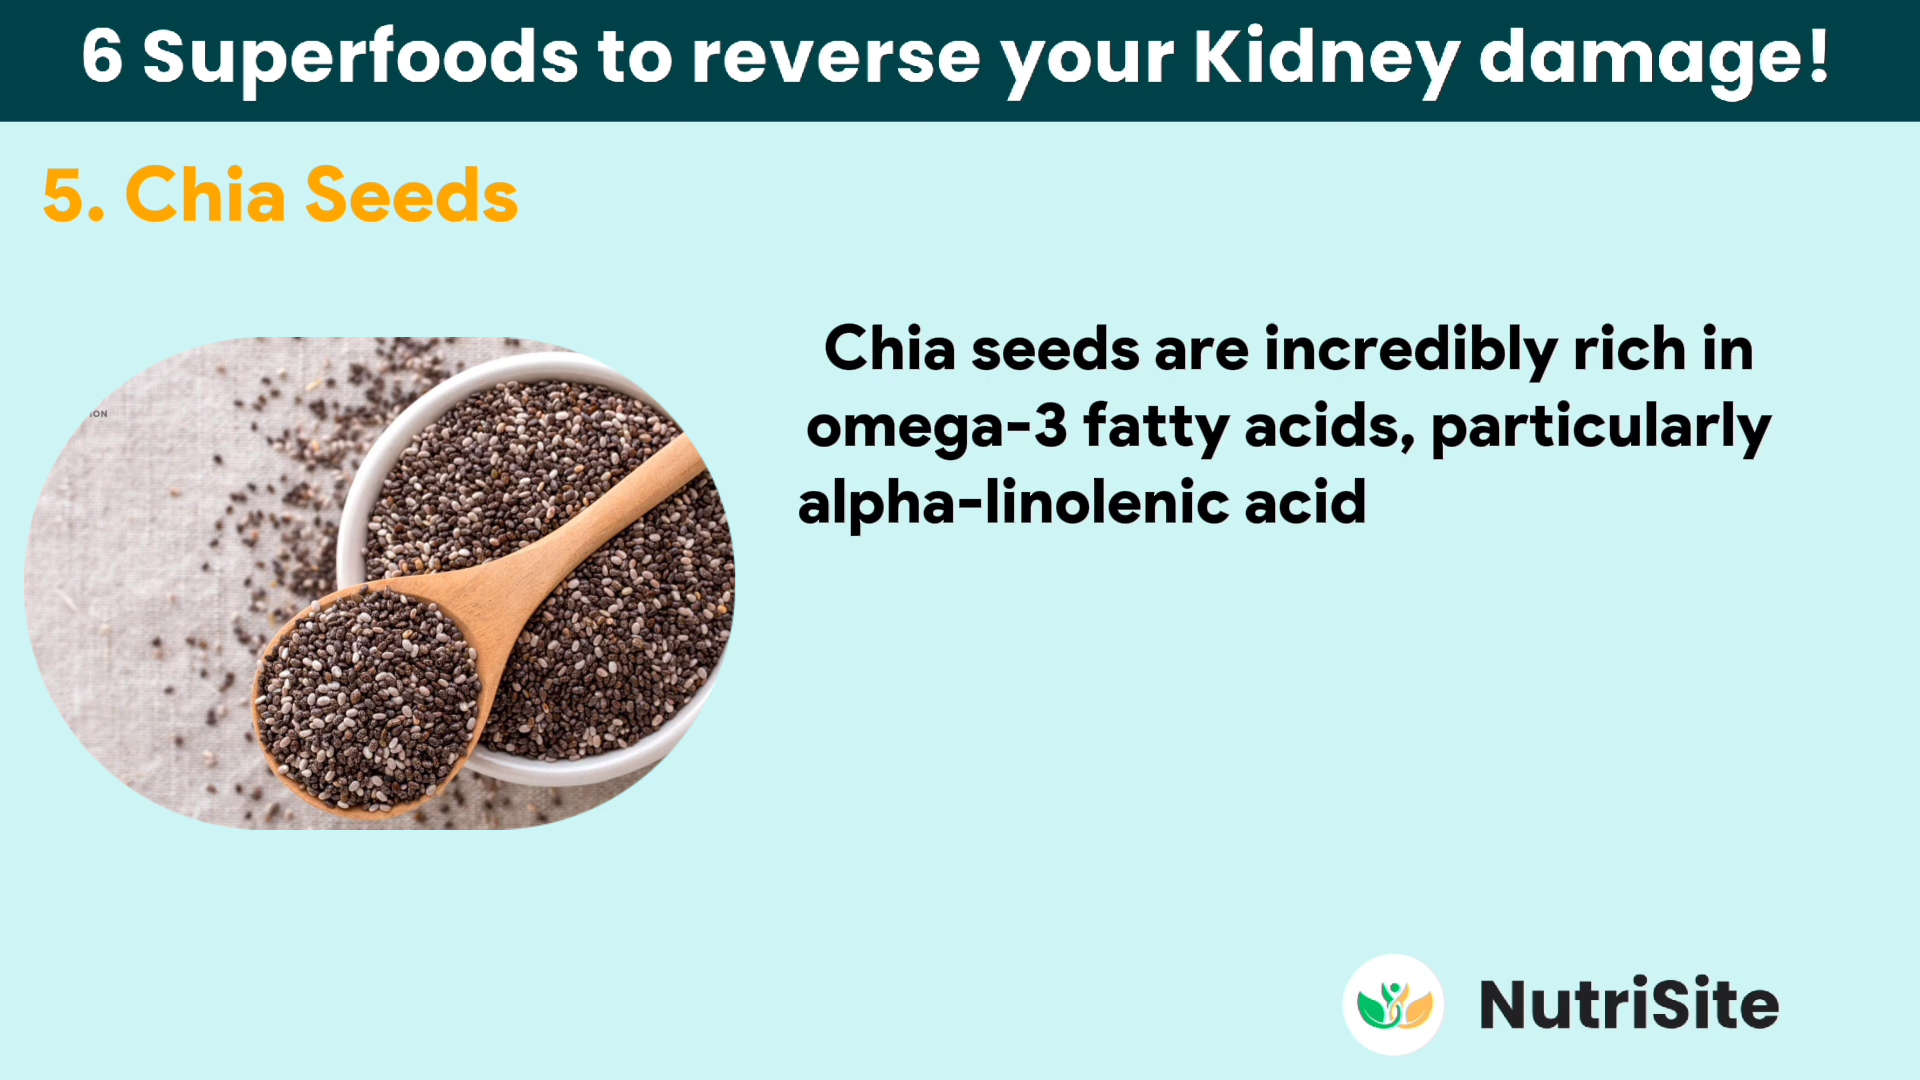 6 Superfoods to reverse your Kidney damage!
5. Chia Seeds
Chia seeds are incredibly rich in
omega-3 fatty acids, particularly
alpha-linolenic acid
ION
NutriSite